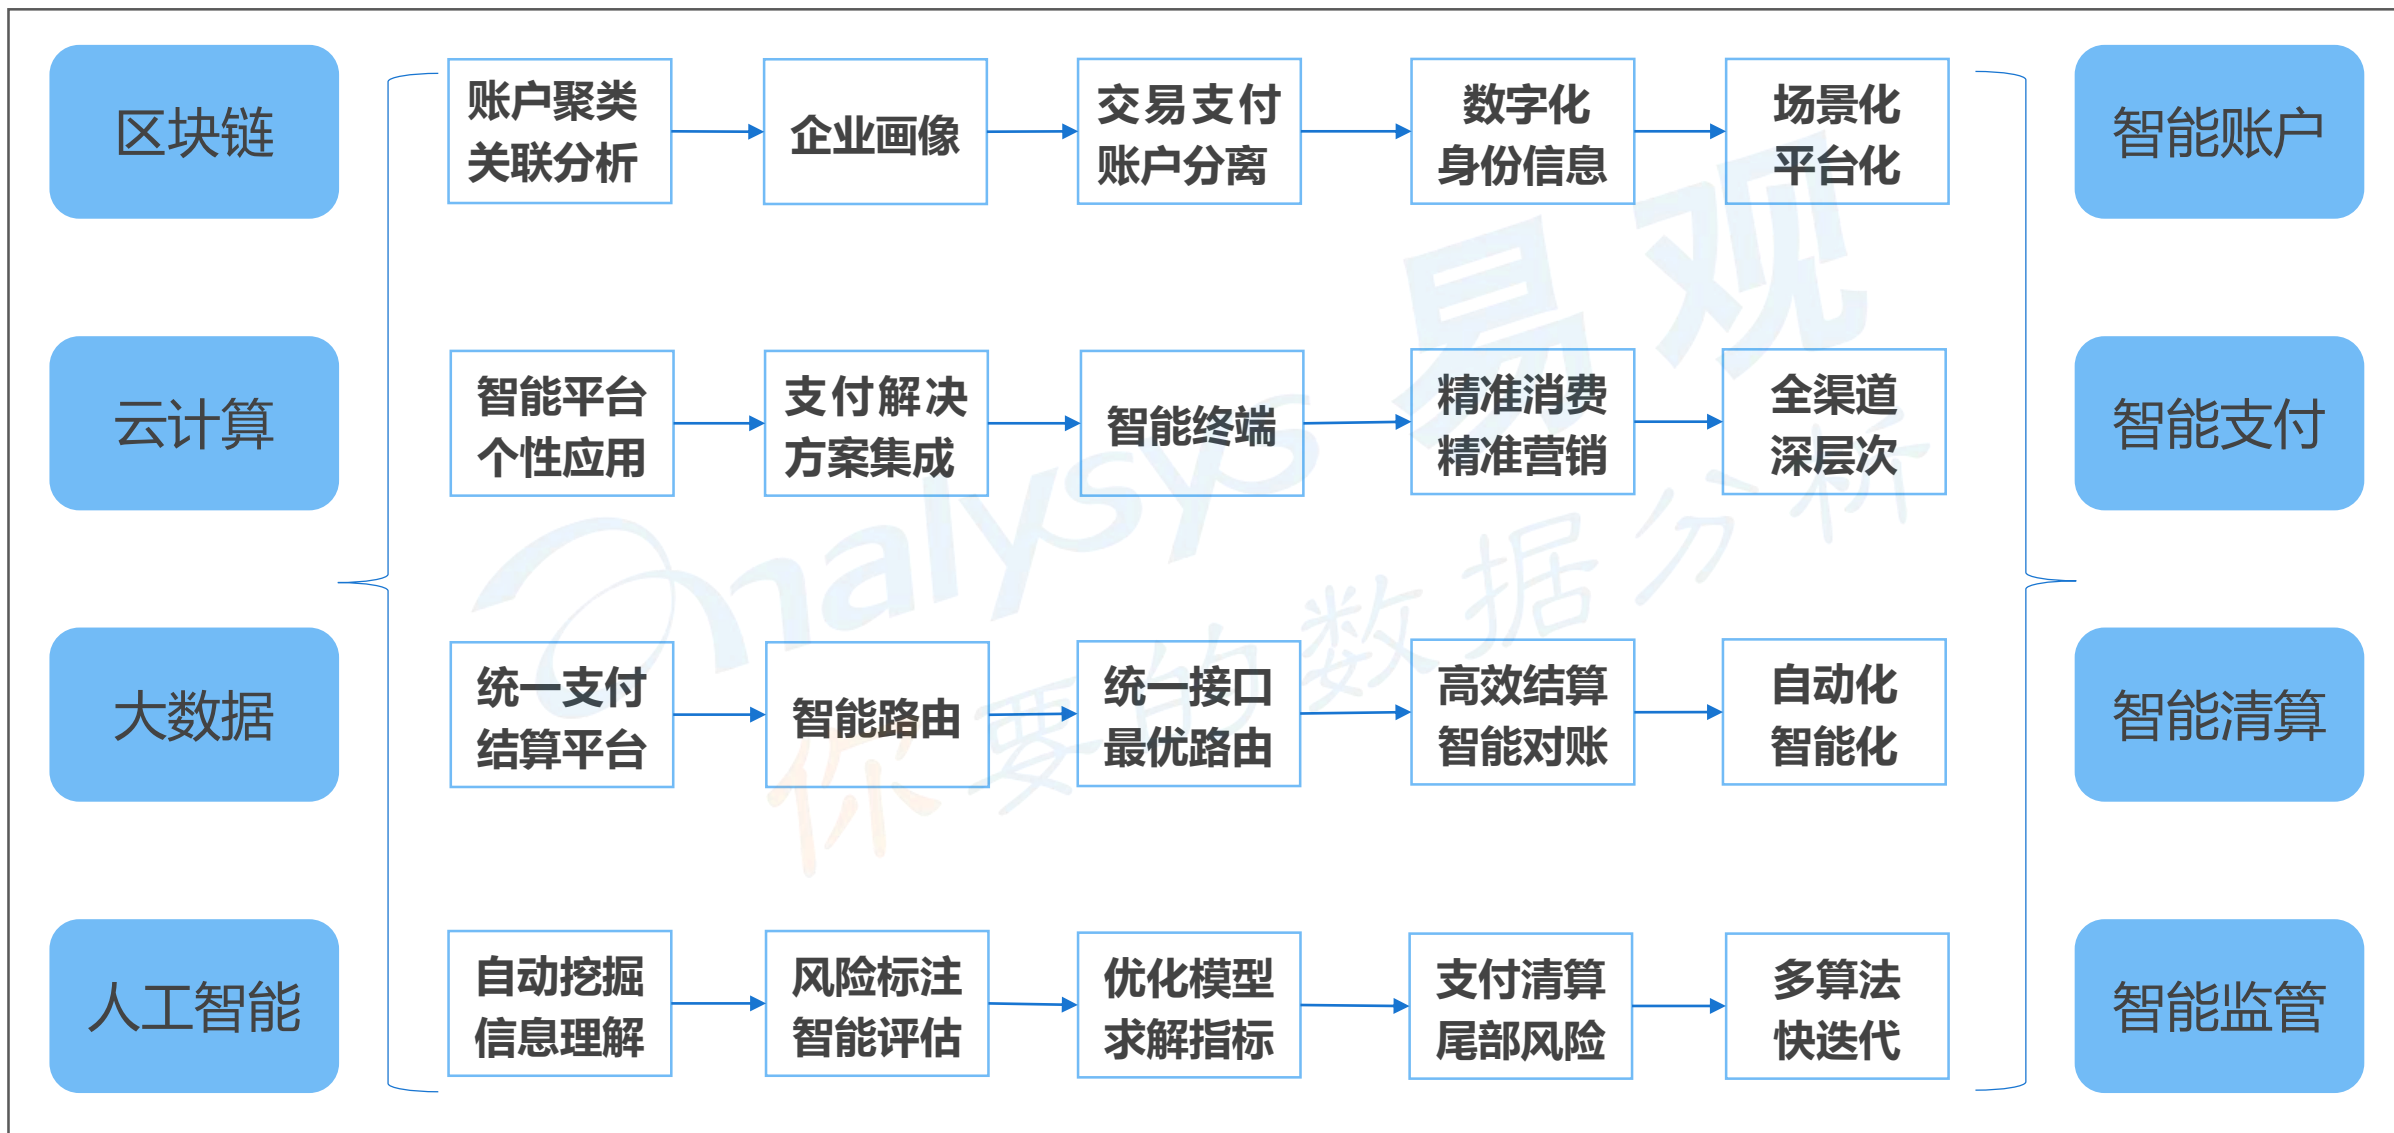 区块链
账户聚类
关联分析
企业画像
交易支付
账户分离
数字化
身份信息
场景化
平台化
智能账户
云计算
智能平台
个性应用
支付解决
方案集成
智能终端
精准消费
精准营销
全渠道
深层次
智能支付
大数据
统一支付
结算平台
智能路由
统一接口
最优路由
高效结算
智能对账
自动化
智能化
智能清算
人工智能
自动挖掘
信息理解
风险标注
智能评估
优化模型
求解指标
支付清算
尾部风险
多算法
快迭代
智能监管
analysys 易观
你要的数据分析